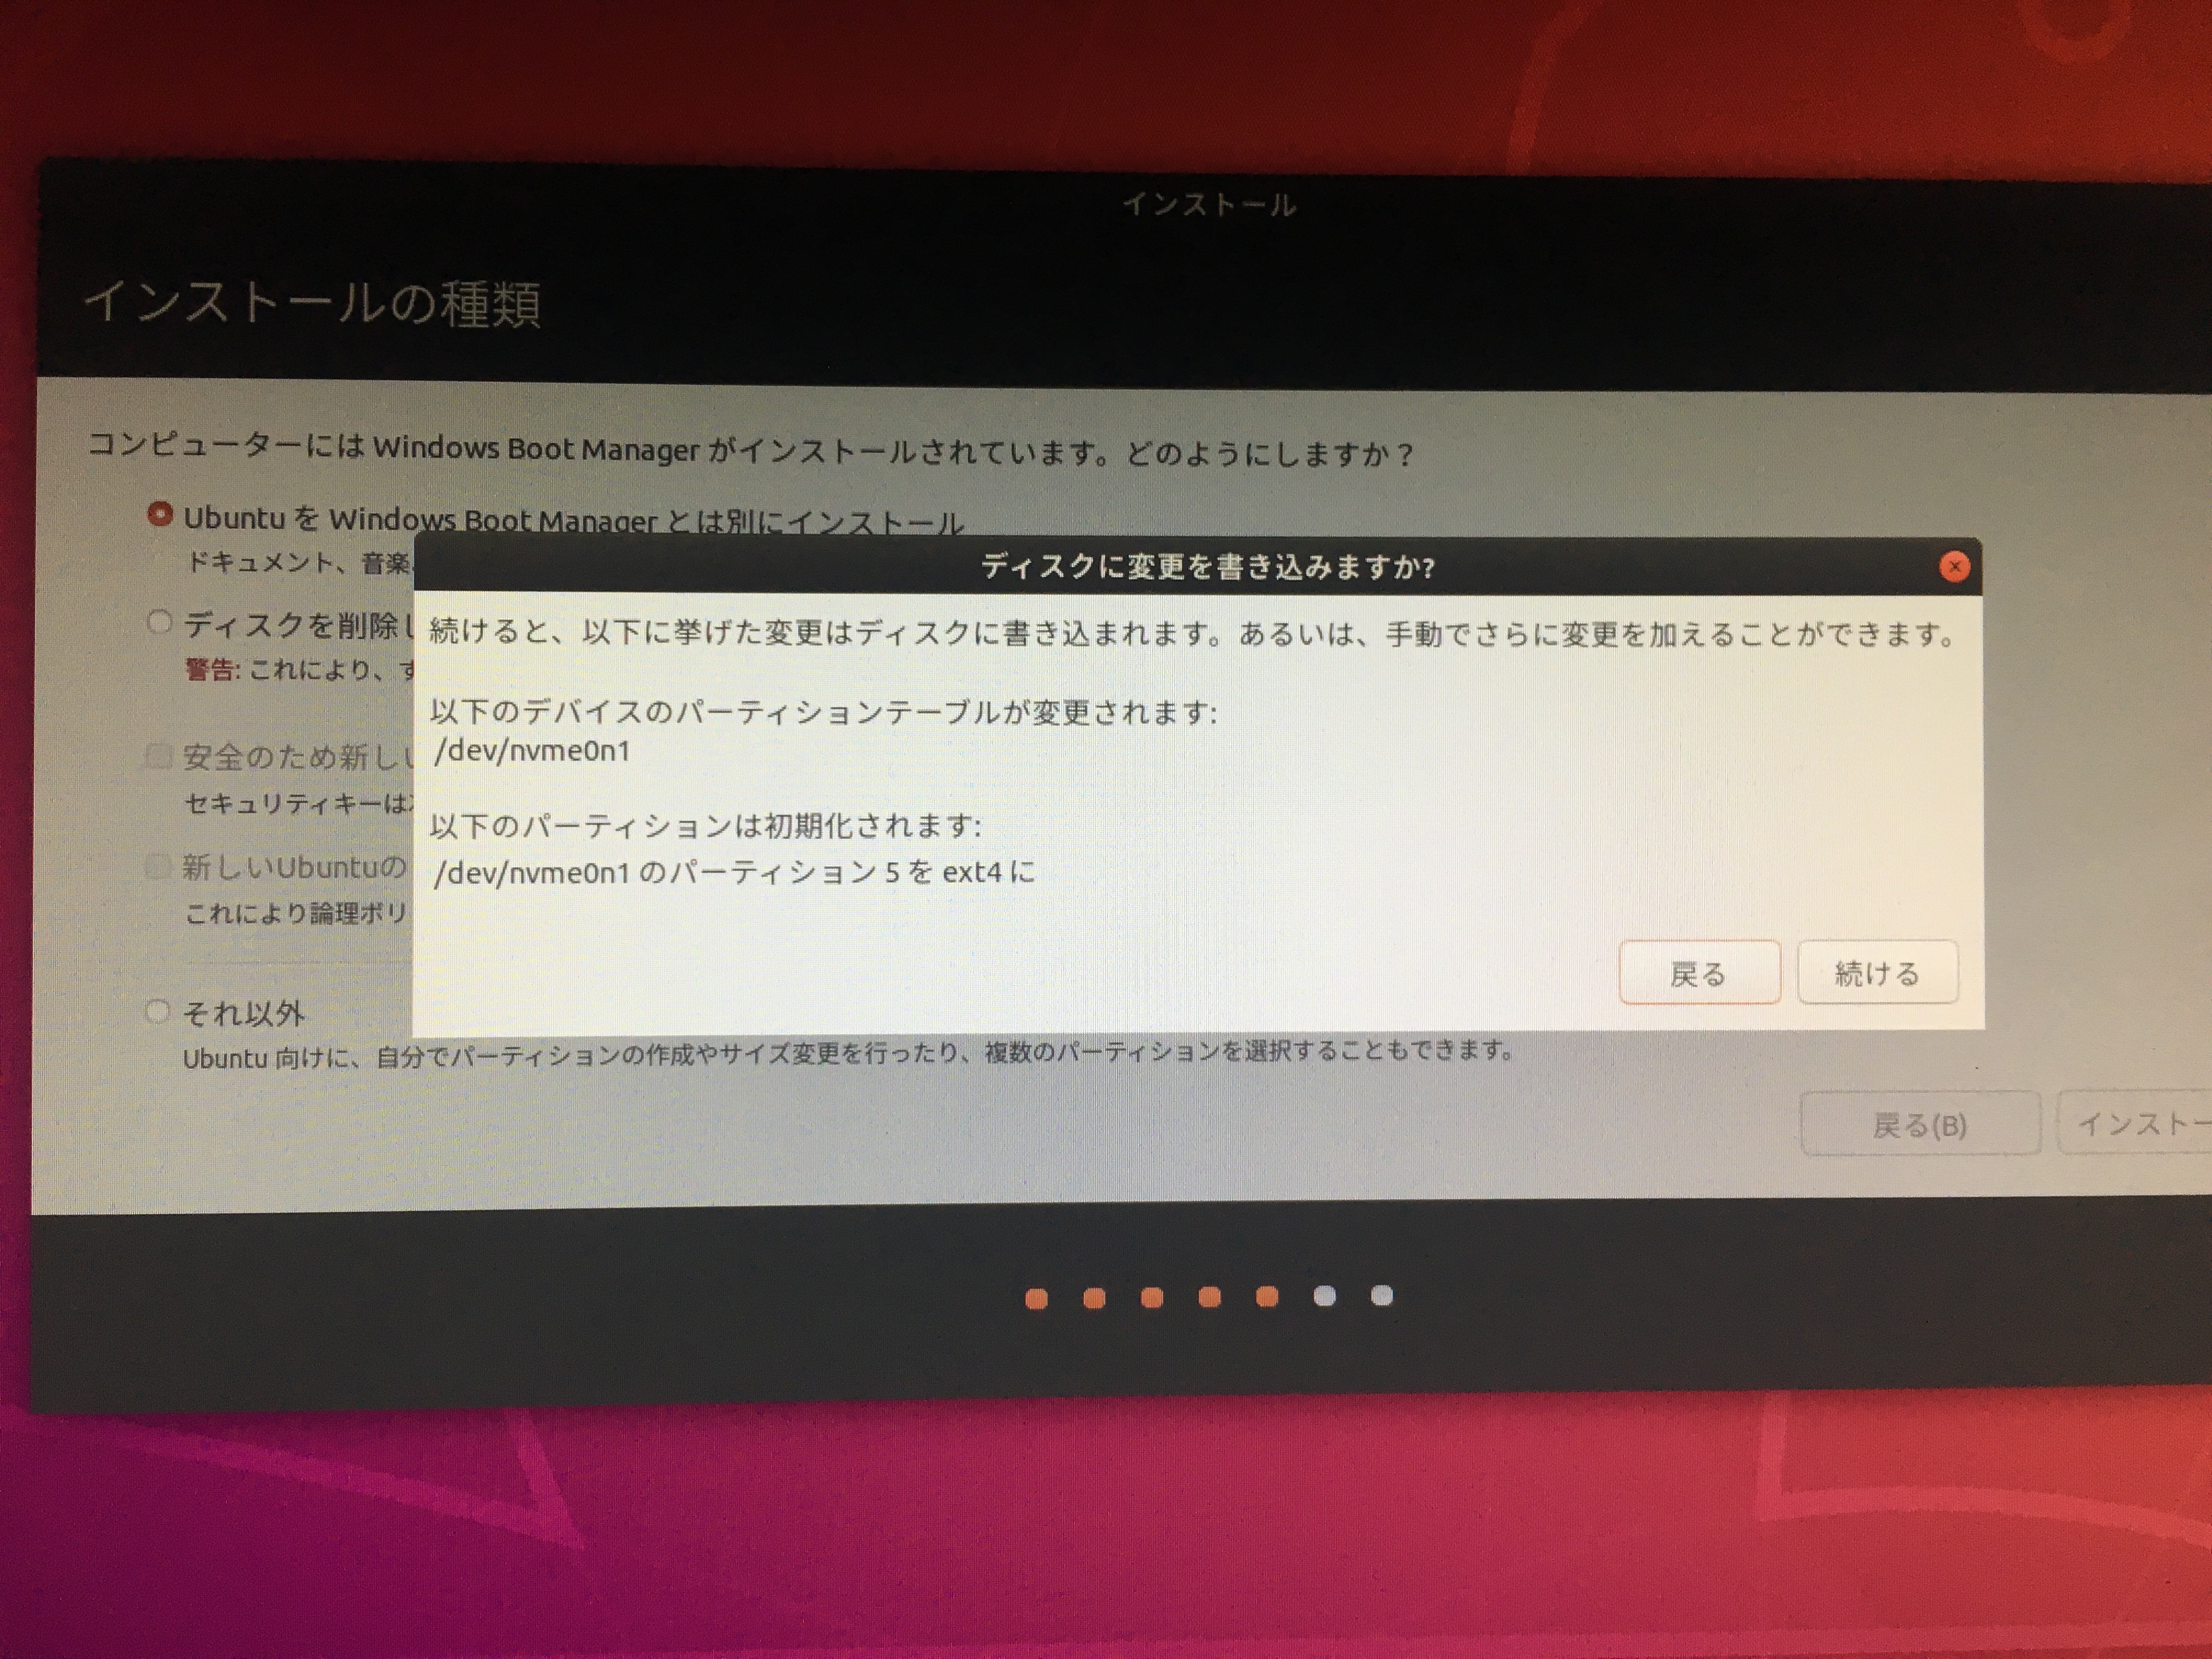 インストール
インストールの種類
コンピューターには Windows Boot Manager がインストールされています。どのようにしますか？
Ubuntu を Windows Boot Manager とは別にインストール
ドキュメント、音楽
ディスクを削除し
警告: これにより、す
安全のため新しい
セキュリティキーは
新しいUbuntuの
これにより論理ボリ
それ以外
Ubuntu 向けに、自分でパーティションの作成やサイズ変更を行ったり、複数のパーティションを選択することもできます。
ディスクに変更を書き込みますか?
続けると、以下に挙げた変更はディスクに書き込まれます。あるいは、手動でさらに変更を加えることができます。
以下のデバイスのパーティションテーブルが変更されます:
/dev/nvme0n1
以下のパーティションは初期化されます:
/dev/nvme0n1 のパーティション 5 を ext4 に
戻る
続ける
戻る(B)
インストー